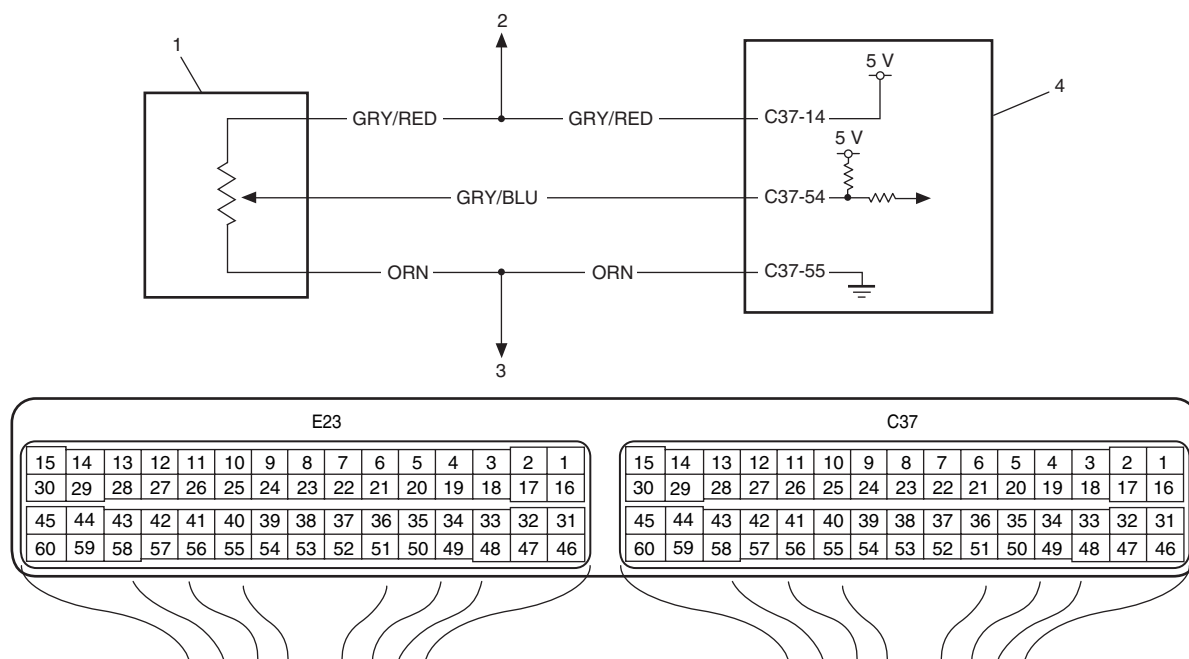 2
1
5 V
4
GRY/RED GRY/RED C37-14
5 V
GRY/BLU C37-54
ORN ORN C37-55
3
E23 C37
15 14 13 12 11 10 9 8 7 6 5 4 3 2 1 15 14 13 12 11 10 9 8 7 6 5 4 3 2 1
30 29 28 27 26 25 24 23 22 21 20 19 18 17 16 30 29 28 27 26 25 24 23 22 21 20 19 18 17 16
45 44 43 42 41 40 39 38 37 36 35 34 33 32 31 45 44 43 42 41 40 39 38 37 36 35 34 33 32 31
60 59 58 57 56 55 54 53 52 51 50 49 48 47 46 60 59 58 57 56 55 54 53 52 51 50 49 48 47 46